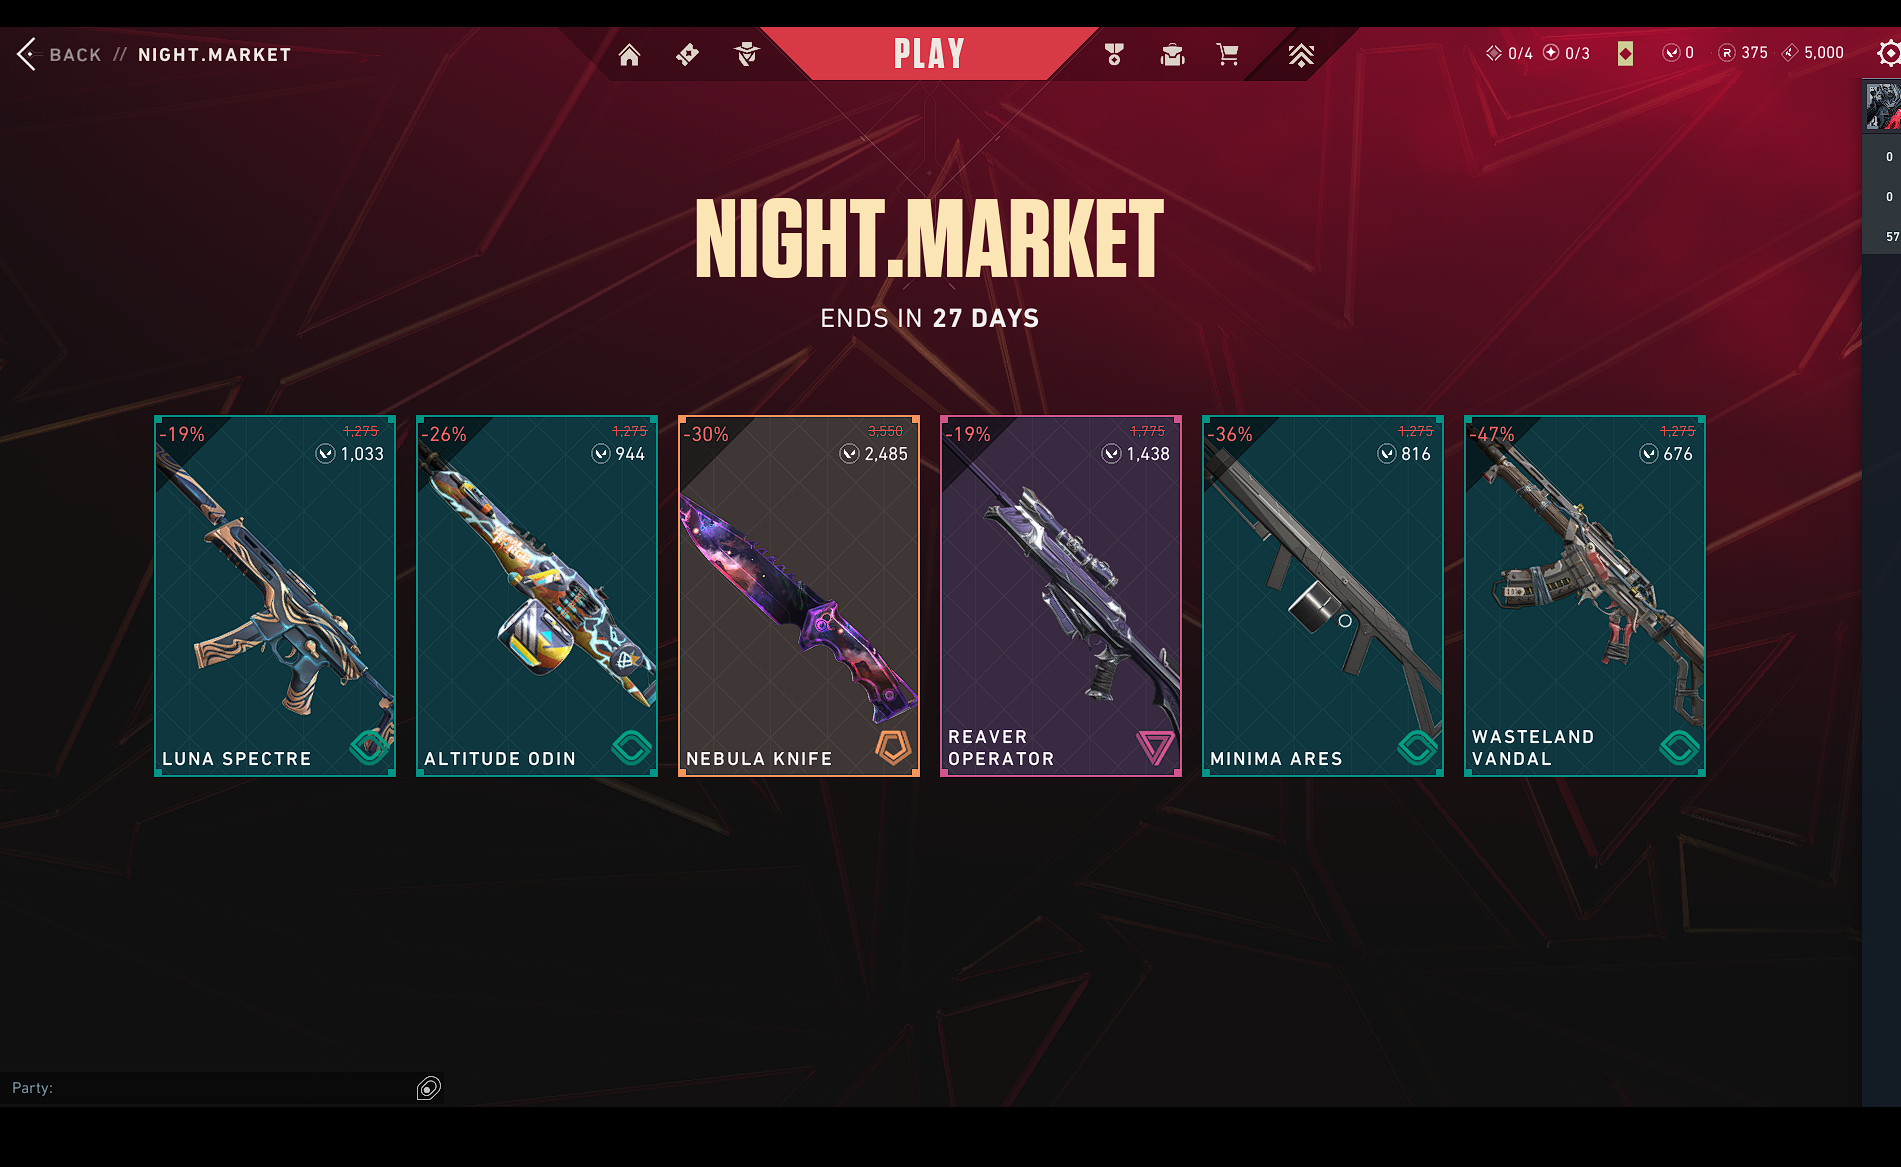 BACK // NIGHT.MARKET
PLAY
0/4 0/3 0 375 5,000
0
0
57
NIGHT.MARKET
ENDS IN 27 DAYS
-19% 1,275
1,033
LUNA SPECTRE
-26% 1,275
944
ALTITUDE ODIN
-30% 3,550
2,485
NEBULA KNIFE
-19% 1,775
1,438
REAVER
OPERATOR
-36% 1,275
816
MINIMA ARES
-47% 1,275
676
WASTELAND
VANDAL
Party: